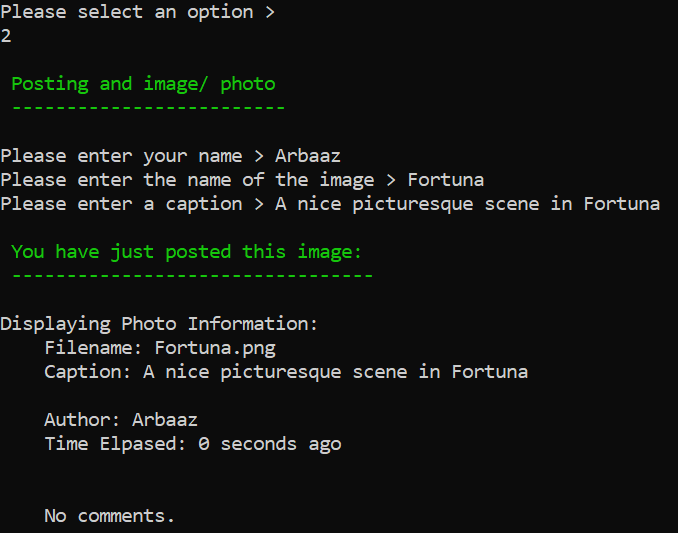 Please select an option >
2
Posting and image/ photo
-------------------------
Please enter your name > Arbaaz
Please enter the name of the image > Fortuna
Please enter a caption > A nice picturesque scene in Fortuna
You have just posted this image:
---------------------------------
Displaying Photo Information:
Filename: Fortuna.png
Caption: A nice picturesque scene in Fortuna
Author: Arbaaz
Time Elpased: 0 seconds ago
No comments.